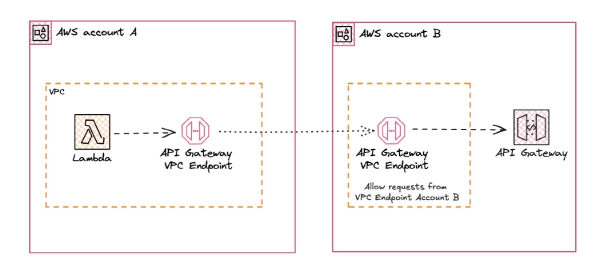 AWS account A
VPC
Lambda
API Gateway
VPC Endpoint
AWS account B
API Gateway
VPC Endpoint
Allow requests from
VPC Endpoint Account B
API Gateway